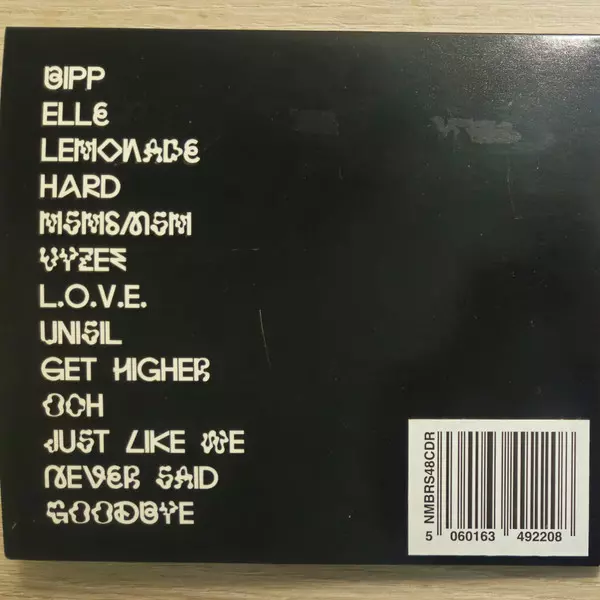 BIPP
ELLE
LEMONADE
HARD
MSMSMSM
VYZEE
L.O.V.E.
UNISIL
GET HIGHER
OOH
JUST LIKE WE
NEVER SAID
GOODBYE
NMBRS48CDR
5 060163 492208